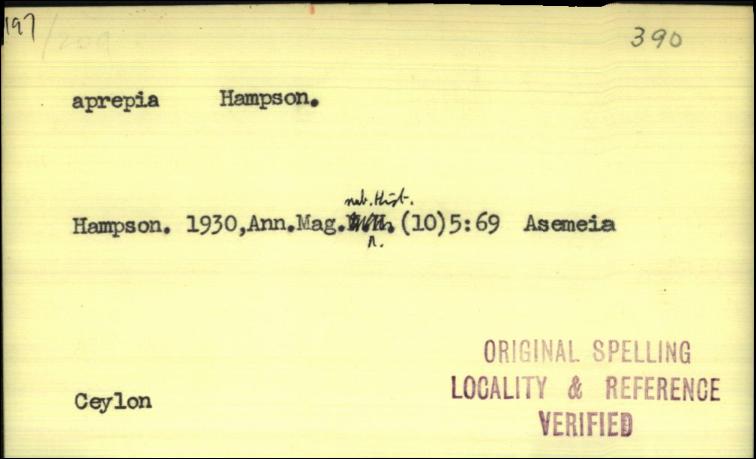 197
390
aprepia Hampson.
nat. Hist.
Hampson. 1930,Ann.Mag. (10)5:69 Asemeia
n.
ORIGINAL SPELLING
LOCALITY & REFERENCE
Ceylon
VERIFIED